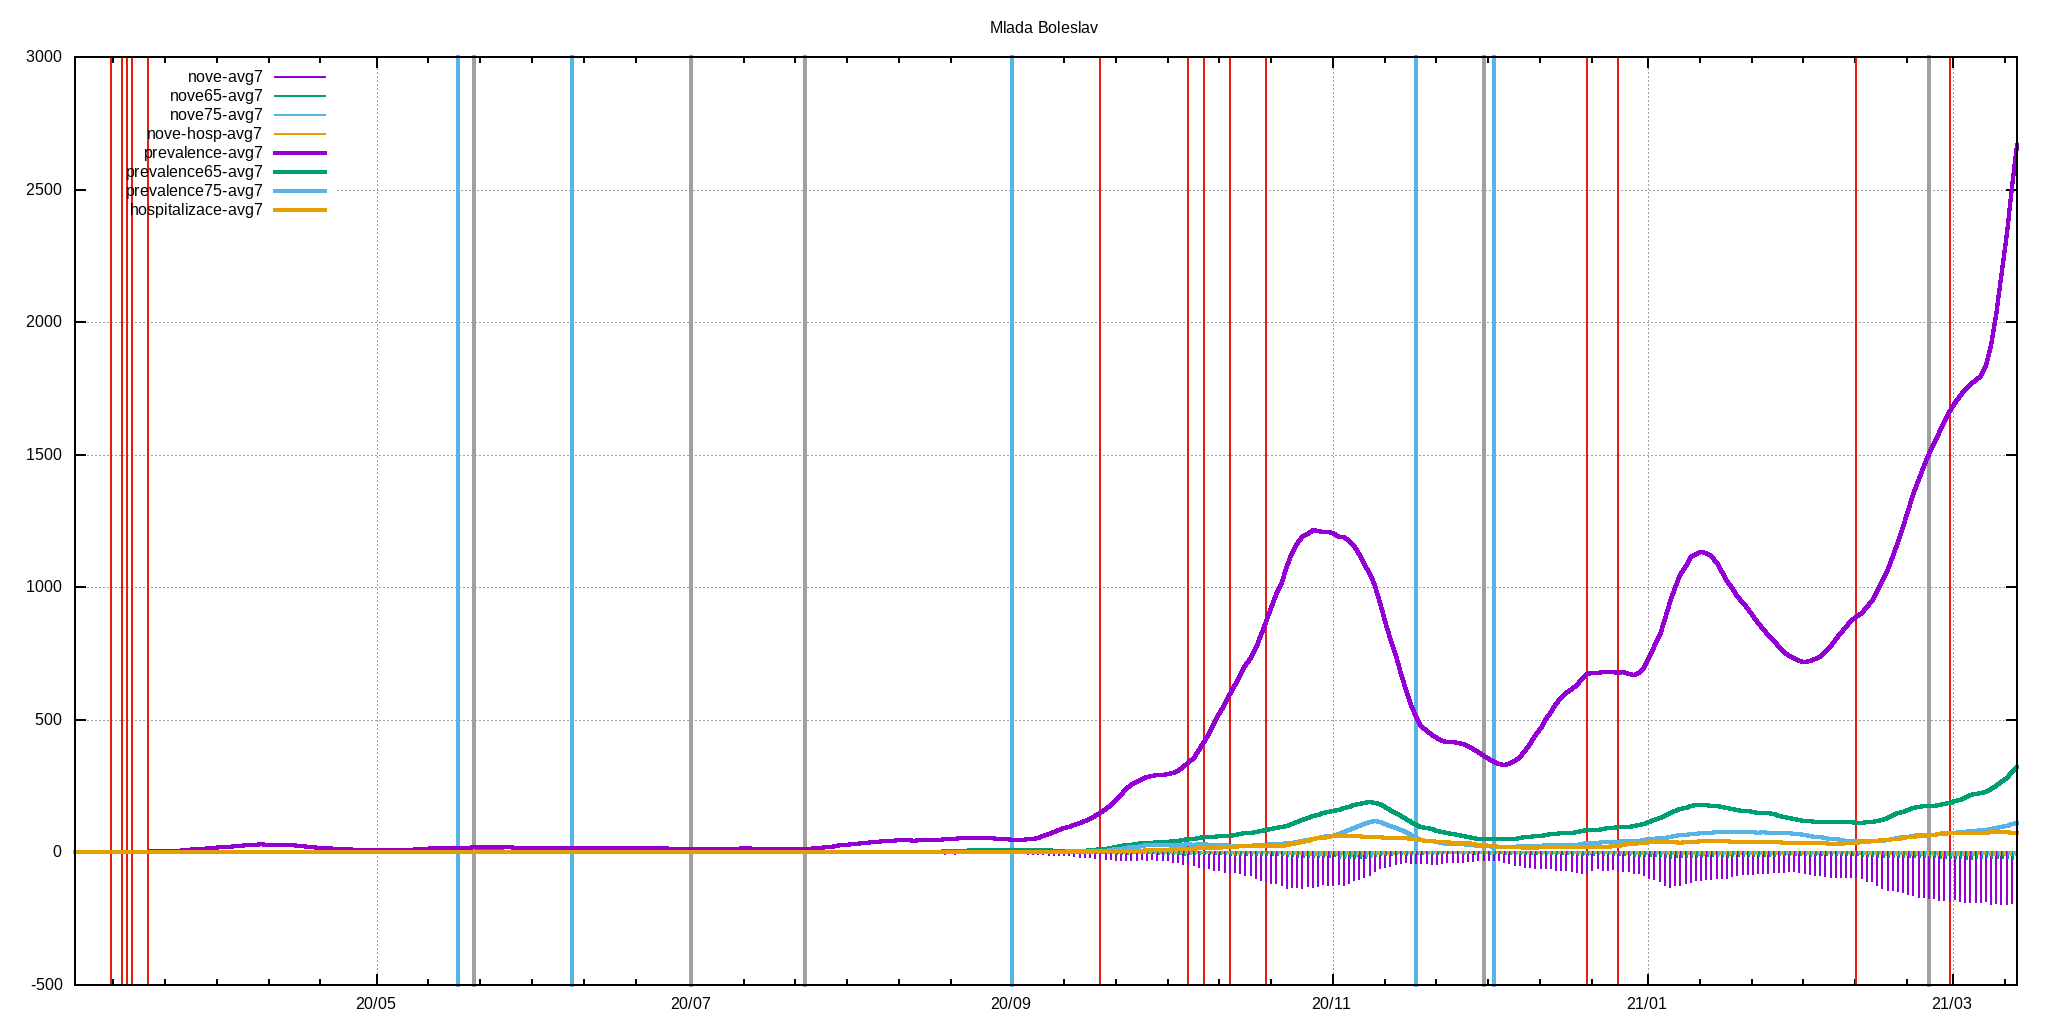 Mlada Boleslav
3000
2500
2000
1500
1000
500
0
-500
nove-avg7
nove65-avg7
nove75-avg7
nove-hosp-avg7
prevalence-avg7
prevalence65-avg7
prevalence75-avg7
hospitalizace-avg7
20/05 20/07 20/09 20/11 21/01 21/03